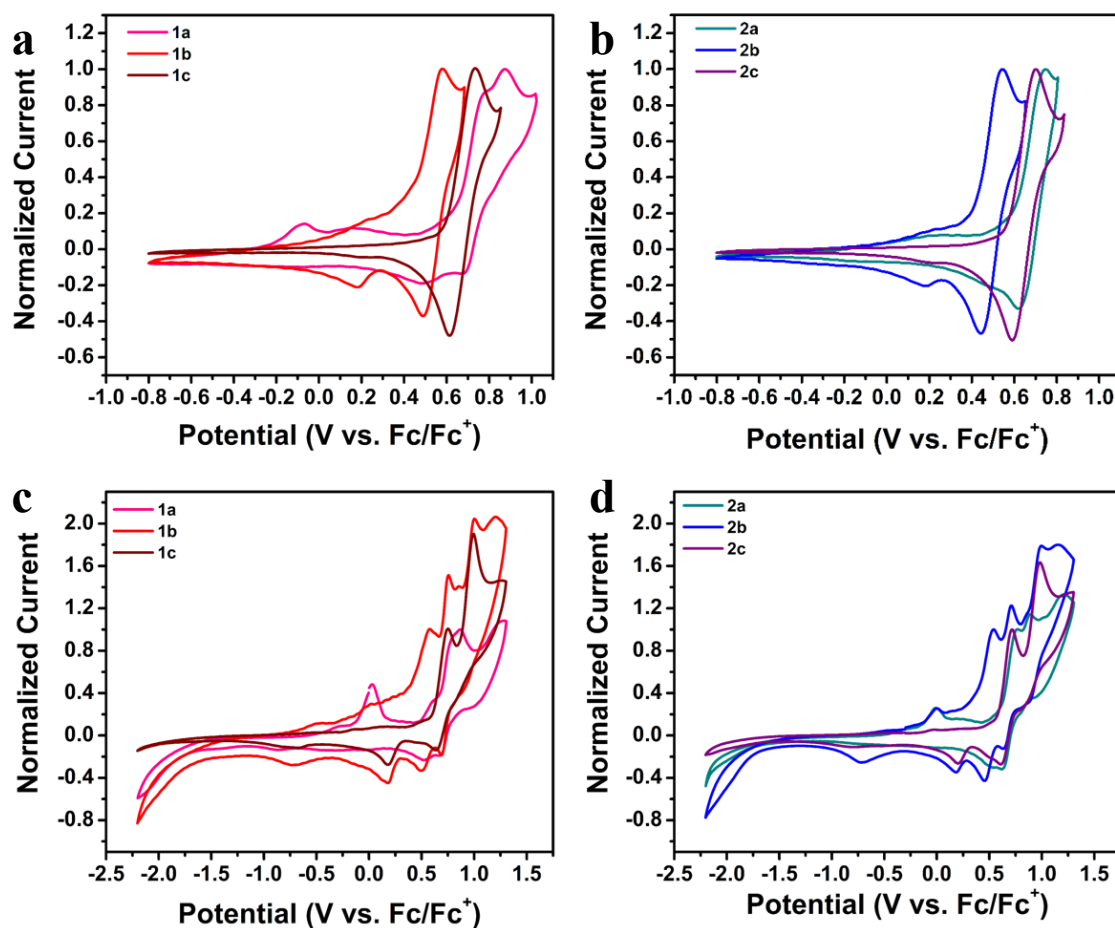 a
1a
1b
1c
1.2
1.0
0.8
0.6
0.4
0.2
0.0
-0.2
-0.4
-0.6
Normalized Current
-1.0 -0.8 -0.6 -0.4 -0.2 0.0 0.2 0.4 0.6 0.8 1.0
Potential (V vs. Fc/Fc+)
b
2a
2b
2c
1.2
1.0
0.8
0.6
0.4
0.2
0.0
-0.2
-0.4
-0.6
Normalized Current
-1.0 -0.8 -0.6 -0.4 -0.2 0.0 0.2 0.4 0.6 0.8 1.0
Potential (V vs. Fc/Fc+)
c
1a
1b
1c
2.0
1.6
1.2
0.8
0.4
0.0
-0.4
-0.8
Normalized Current
-2.5 -2.0 -1.5 -1.0 -0.5 0.0 0.5 1.0 1.5
Potential (V vs. Fc/Fc+)
d
2a
2b
2c
2.0
1.6
1.2
0.8
0.4
0.0
-0.4
-0.8
Normalized Current
-2.5 -2.0 -1.5 -1.0 -0.5 0.0 0.5 1.0 1.5
Potential (V vs. Fc/Fc+)